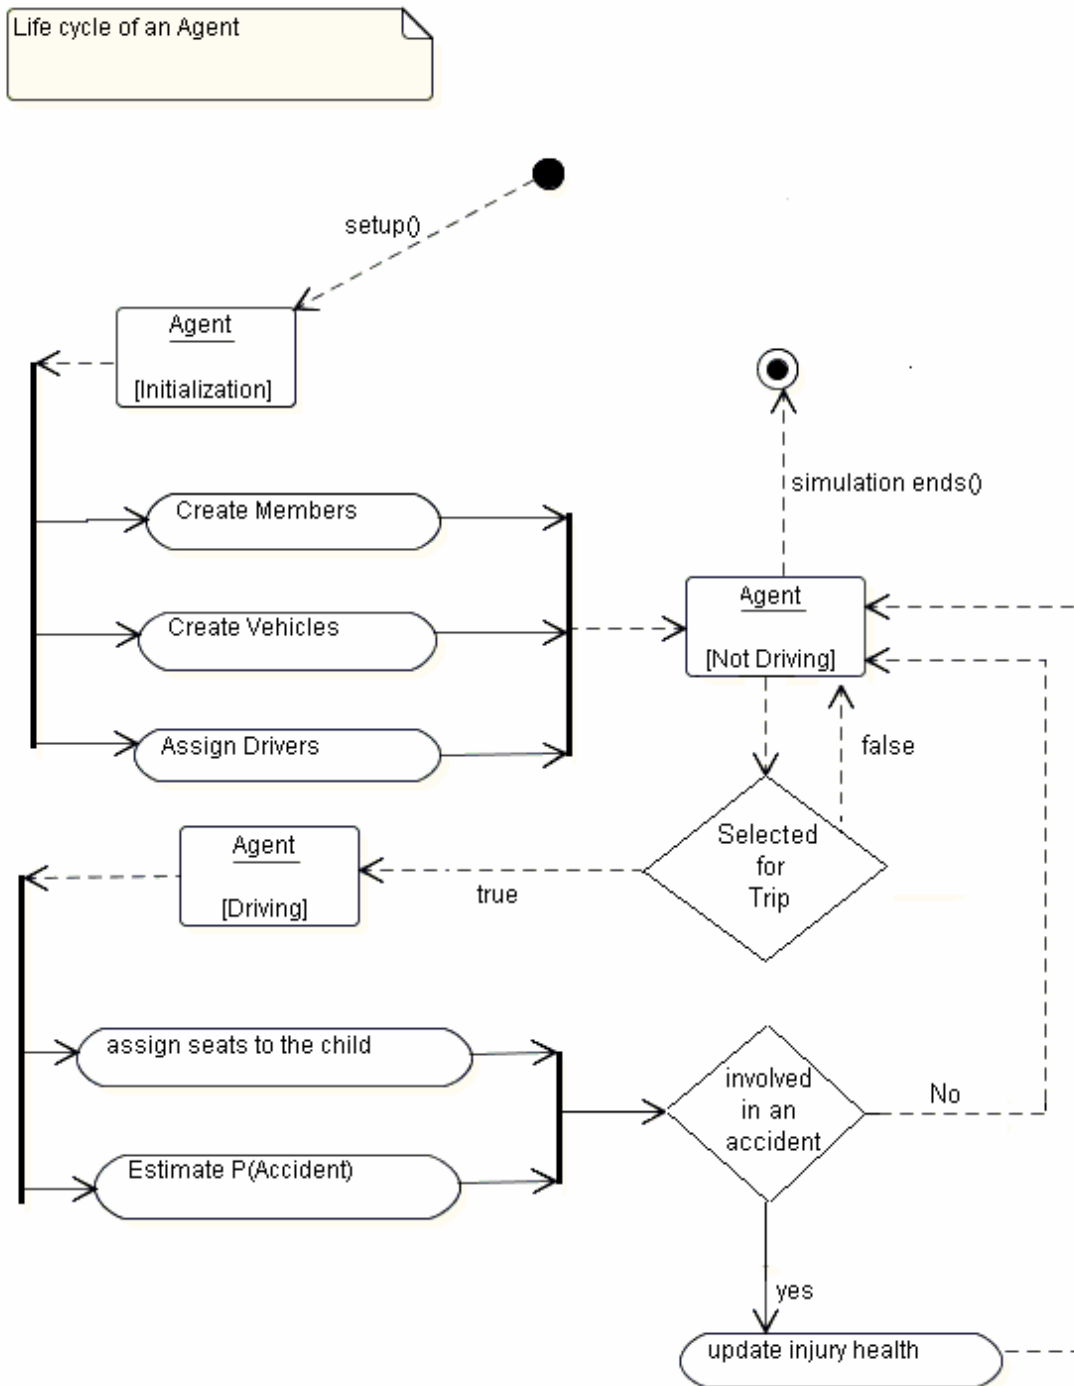 Life cycle of an Agent
setup()
Agent
[Initialization]
simulation ends()
Create Members
Create Vehicles
Assign Drivers
Agent
[Not Driving]
false
Selected
for
Trip
true
Agent
[Driving]
assign seats to the child
Estimate P(Accident)
involved
in an
accident
No
yes
update injury health